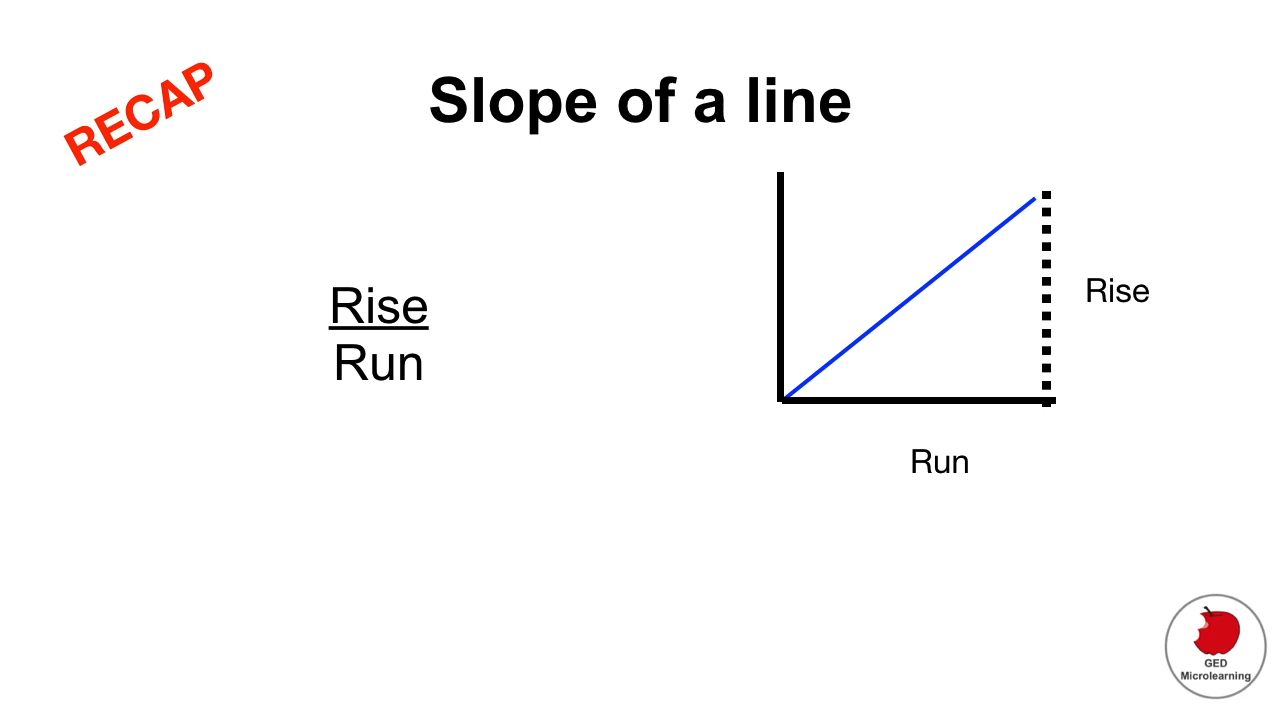 RECAP
Slope of a line
Rise
Run
Rise
Run
GED
Microlearning